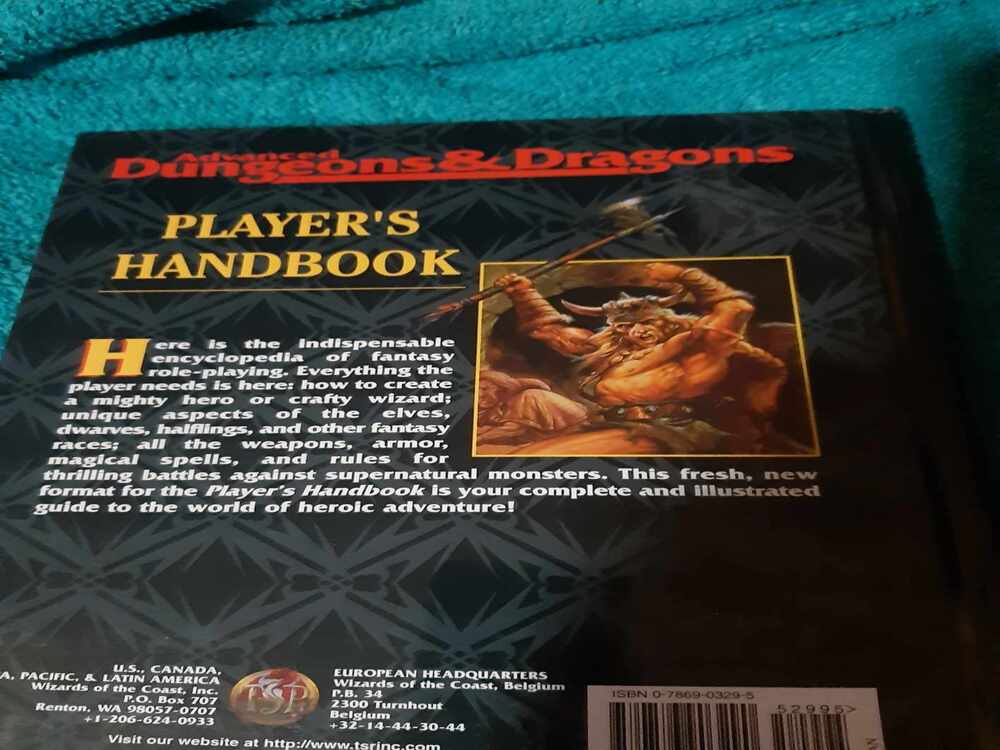 Advanced
Dungeons & Dragons
PLAYER'S
HANDBOOK
Here is the indispensable
encyclopedia of fantasy
role-playing. Everything the
player needs is here: how to create
a mighty hero or crafty wizard;
unique aspects of the elves,
dwarves, halflings, and other fantasy
races; all the weapons, armor,
magical spells, and rules for
thrilling battles against supernatural monsters. This fresh, new
format for the Player's Handbook is your complete and illustrated
guide to the world of heroic adventure!
U.S., CANADA,
PACIFIC, & LATIN AMERICA
Wizards of the Coast, Inc.
P.O. Box 707
Renton, WA 98057-0707
+1-206-624-0933
TSR
EUROPEAN HEADQUARTERS
Wizards of the Coast, Belgium
P.B. 34
2300 Turnhout
Belgium
+32-14-44-30-44
Visit our website at http://www.tsrinc.com
ISBN 0-7869-0329-5
52995>